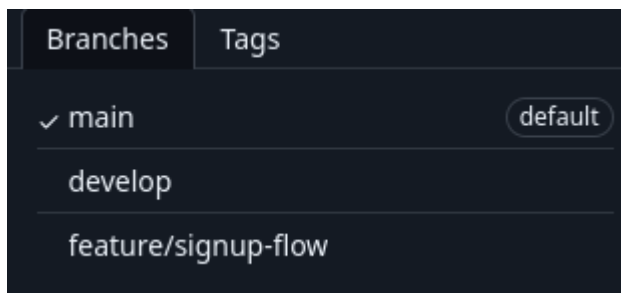 Branches Tags
main default
develop
feature/signup-flow